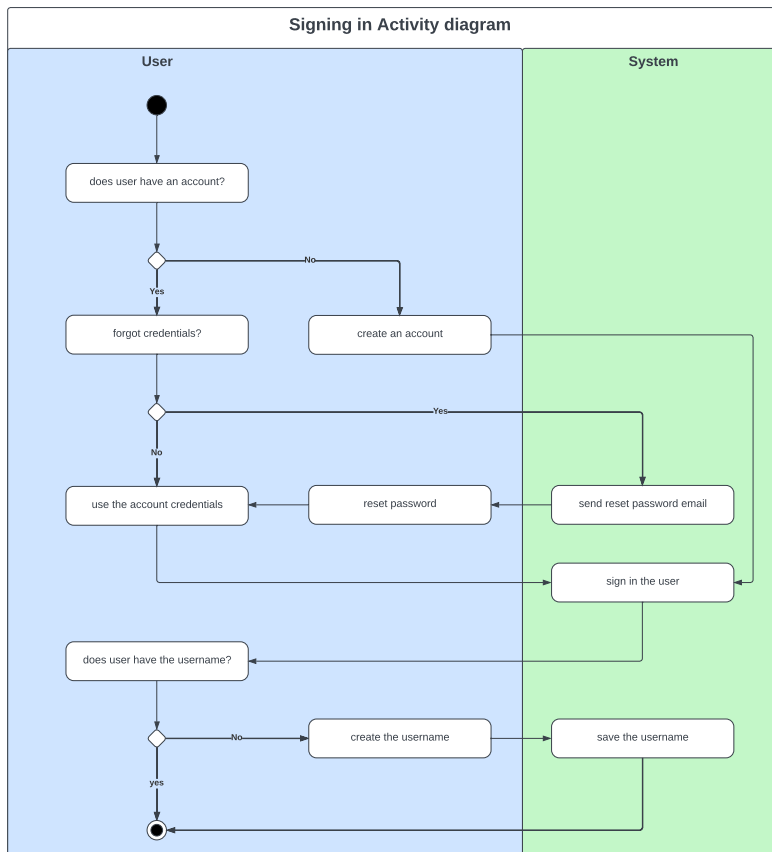 Signing in Activity diagram
User
System
does user have an account?
No
Yes
forgot credentials?
create an account
Yes
No
use the account credentials
reset password
send reset password email
sign in the user
does user have the username?
No
create the username
save the username
yes